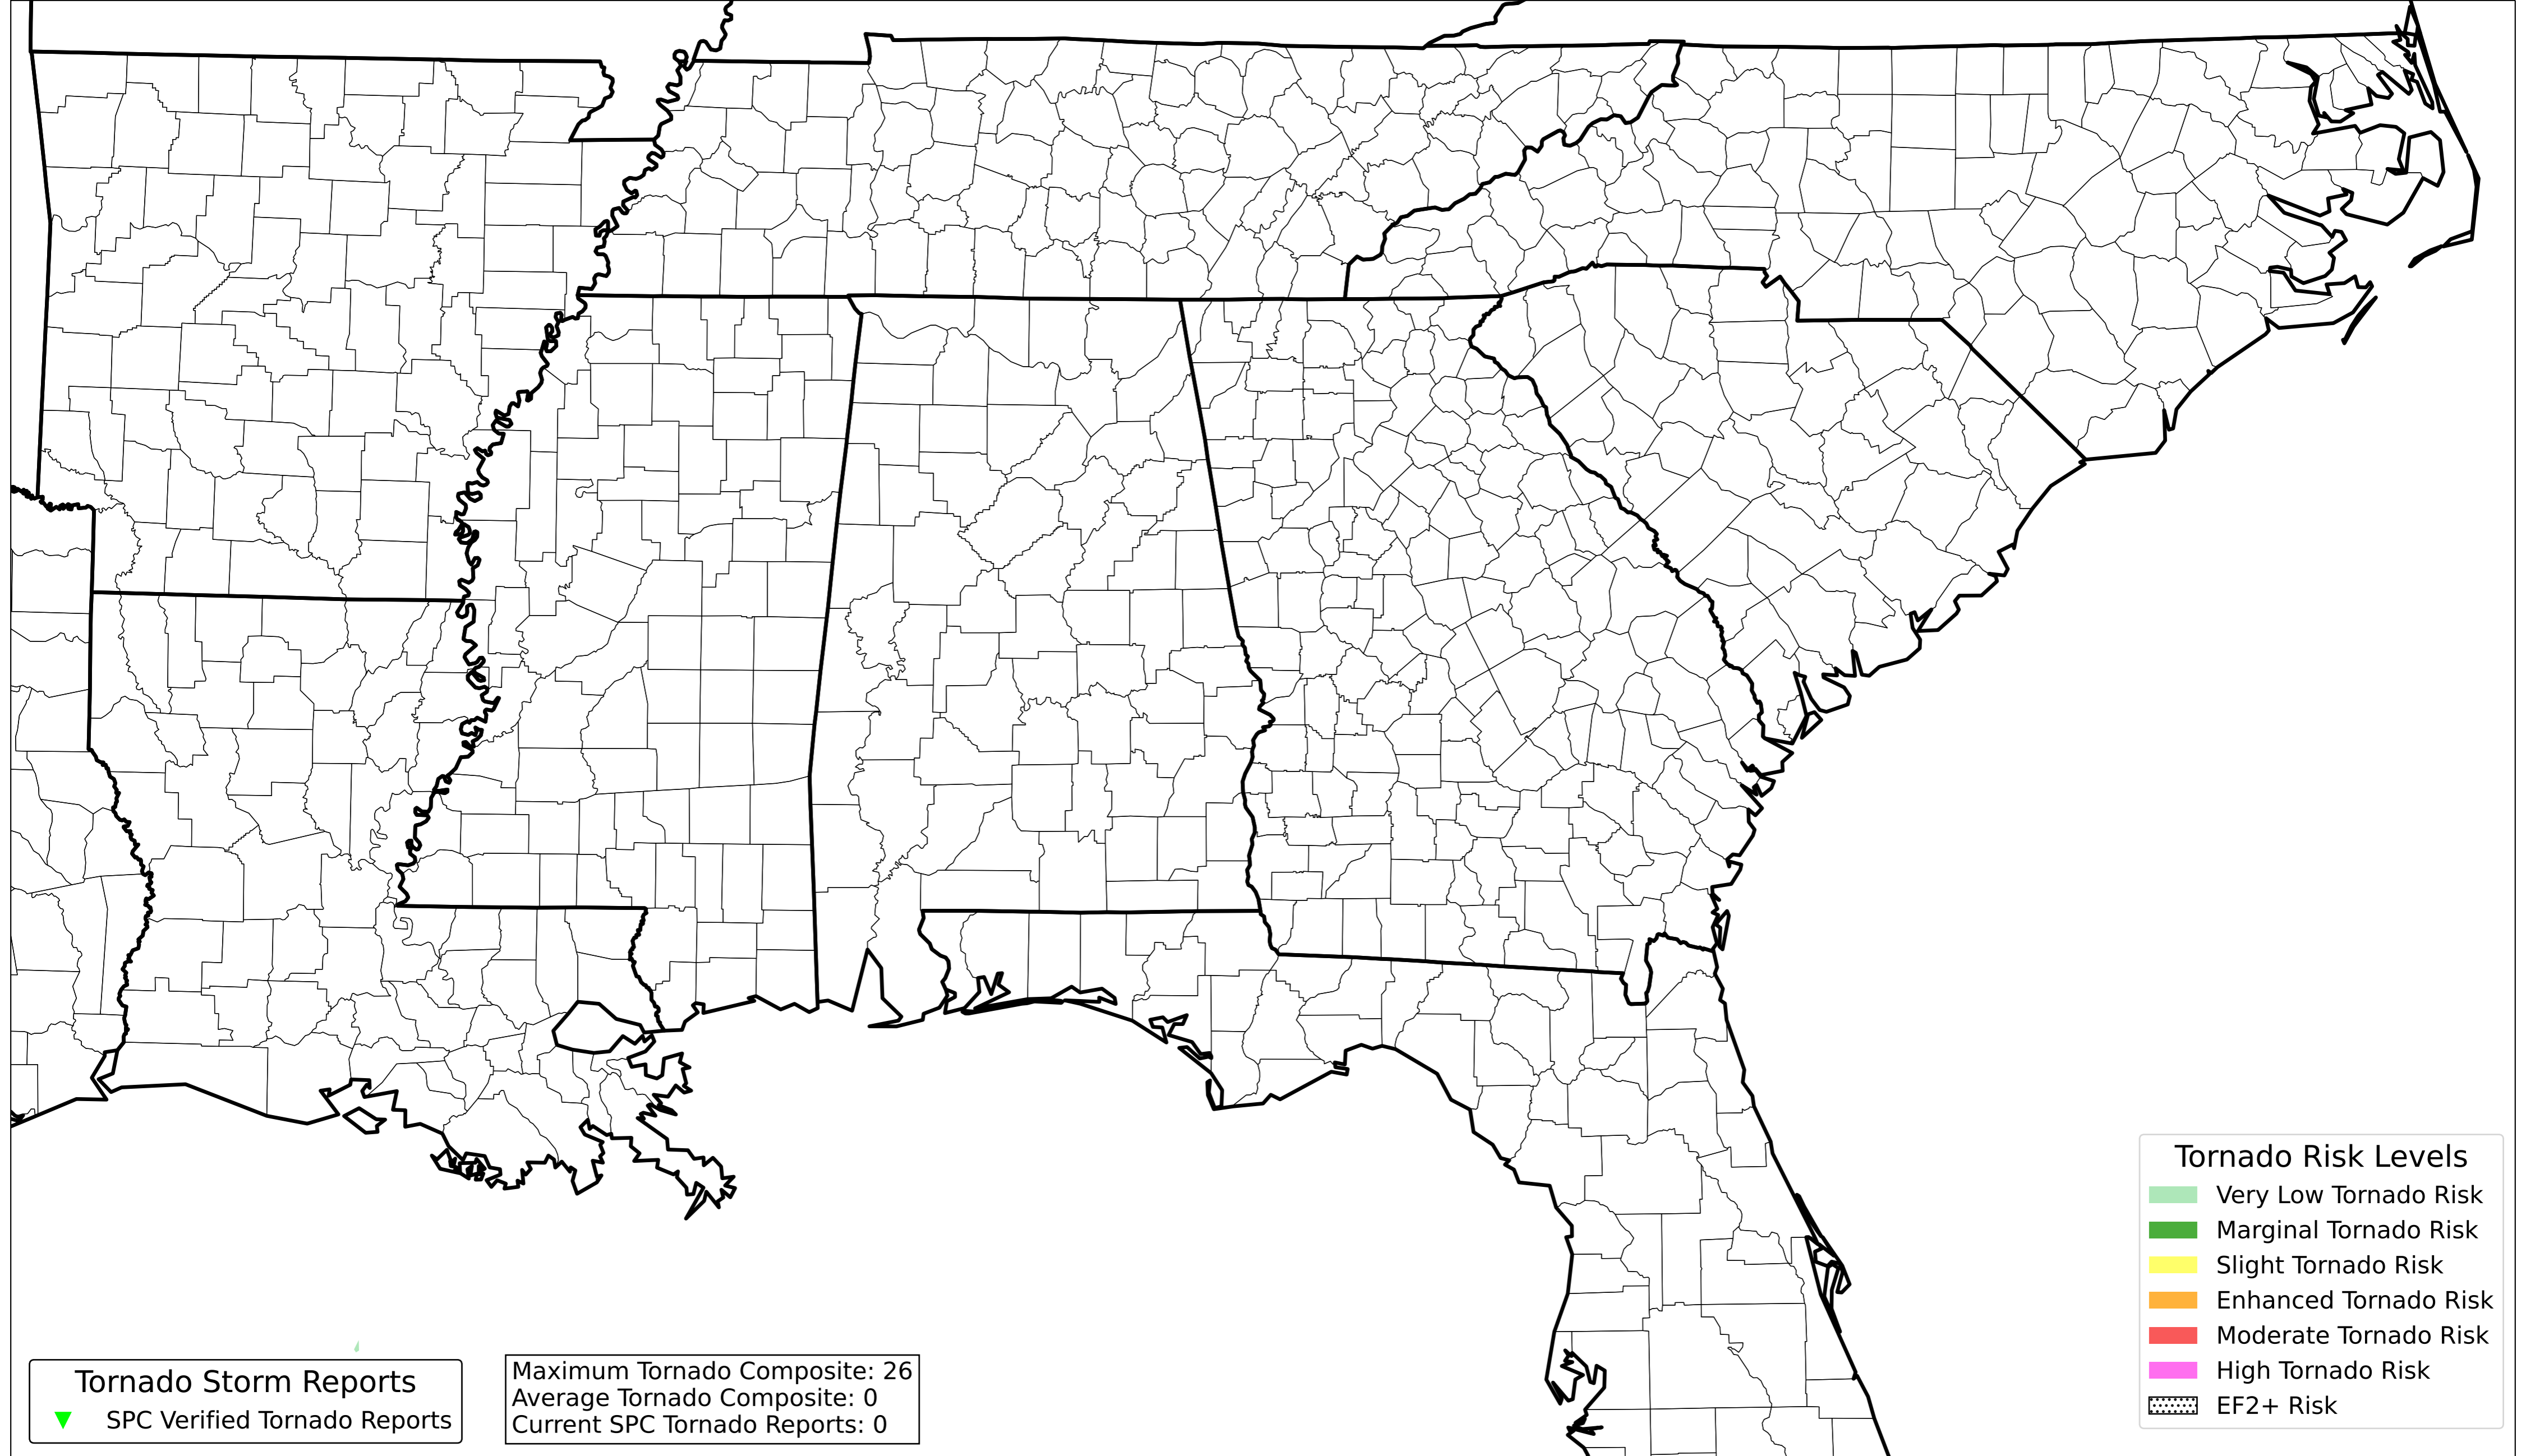 Tornado Storm Reports
SPC Verified Tornado Reports
Maximum Tornado Composite: 26
Average Tornado Composite: 0
Current SPC Tornado Reports: 0
Tornado Risk Levels
Very Low Tornado Risk
Marginal Tornado Risk
Slight Tornado Risk
Enhanced Tornado Risk
Moderate Tornado Risk
High Tornado Risk
EF2+ Risk